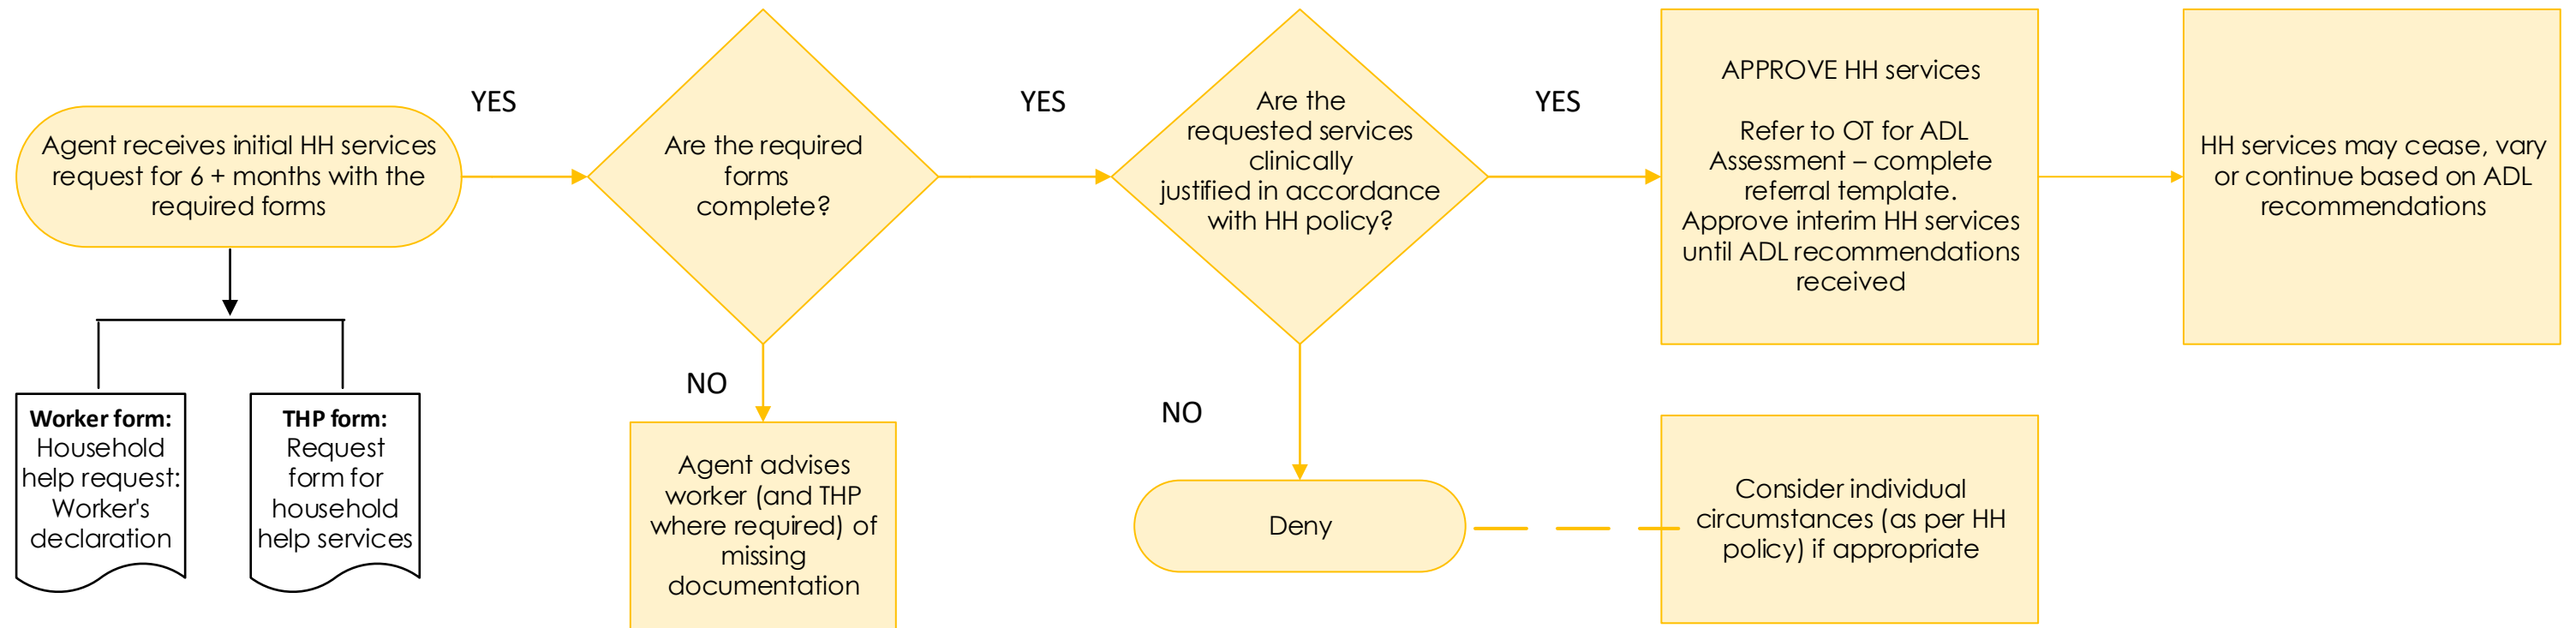 Agent receives initial HH services
request for 6 + months with the
required forms
YES
Are the required
forms
complete?
YES
Are the
requested services
clinically
justified in accordance
with HH policy?
YES
APPROVE HH services
Refer to OT for ADL
Assessment – complete
referral template.
Approve interim HH services
until ADL recommendations
received
HH services may cease, vary
or continue based on ADL
recommendations
Worker form:
Household
help request:
Worker's
declaration
THP form:
Request
form for
household
help services
NO
Agent advises
worker (and THP
where required) of
missing
documentation
NO
Deny
Consider individual
circumstances (as per HH
policy) if appropriate